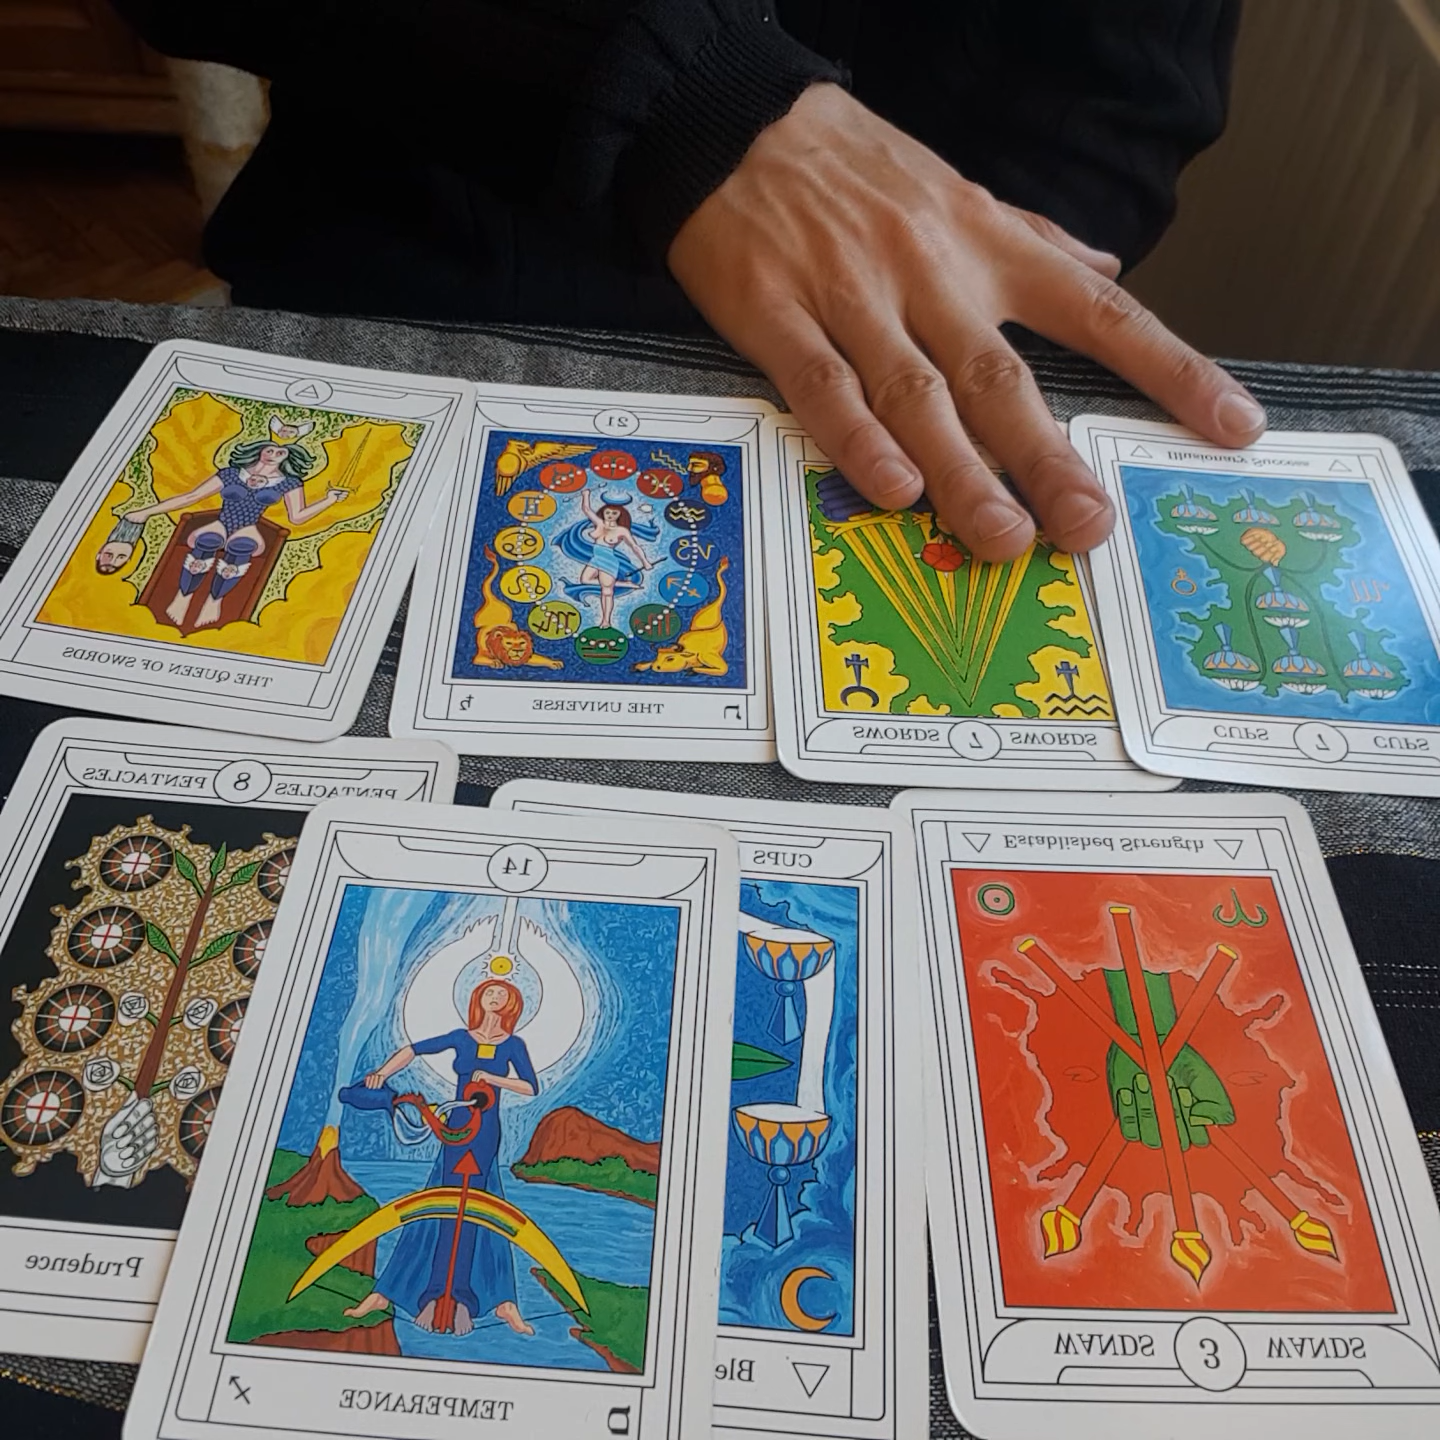 21
Illusionary Success
THE QUEEN OF SWORDS
THE UNIVERSE
ת
SWORDS 7 SWORDS
CUPS 7 CUPS
PENTACLES 8 PENTACLES
14
CUPS
Established Strength
Prudence
TEMPERANCE
WANDS 3 WANDS